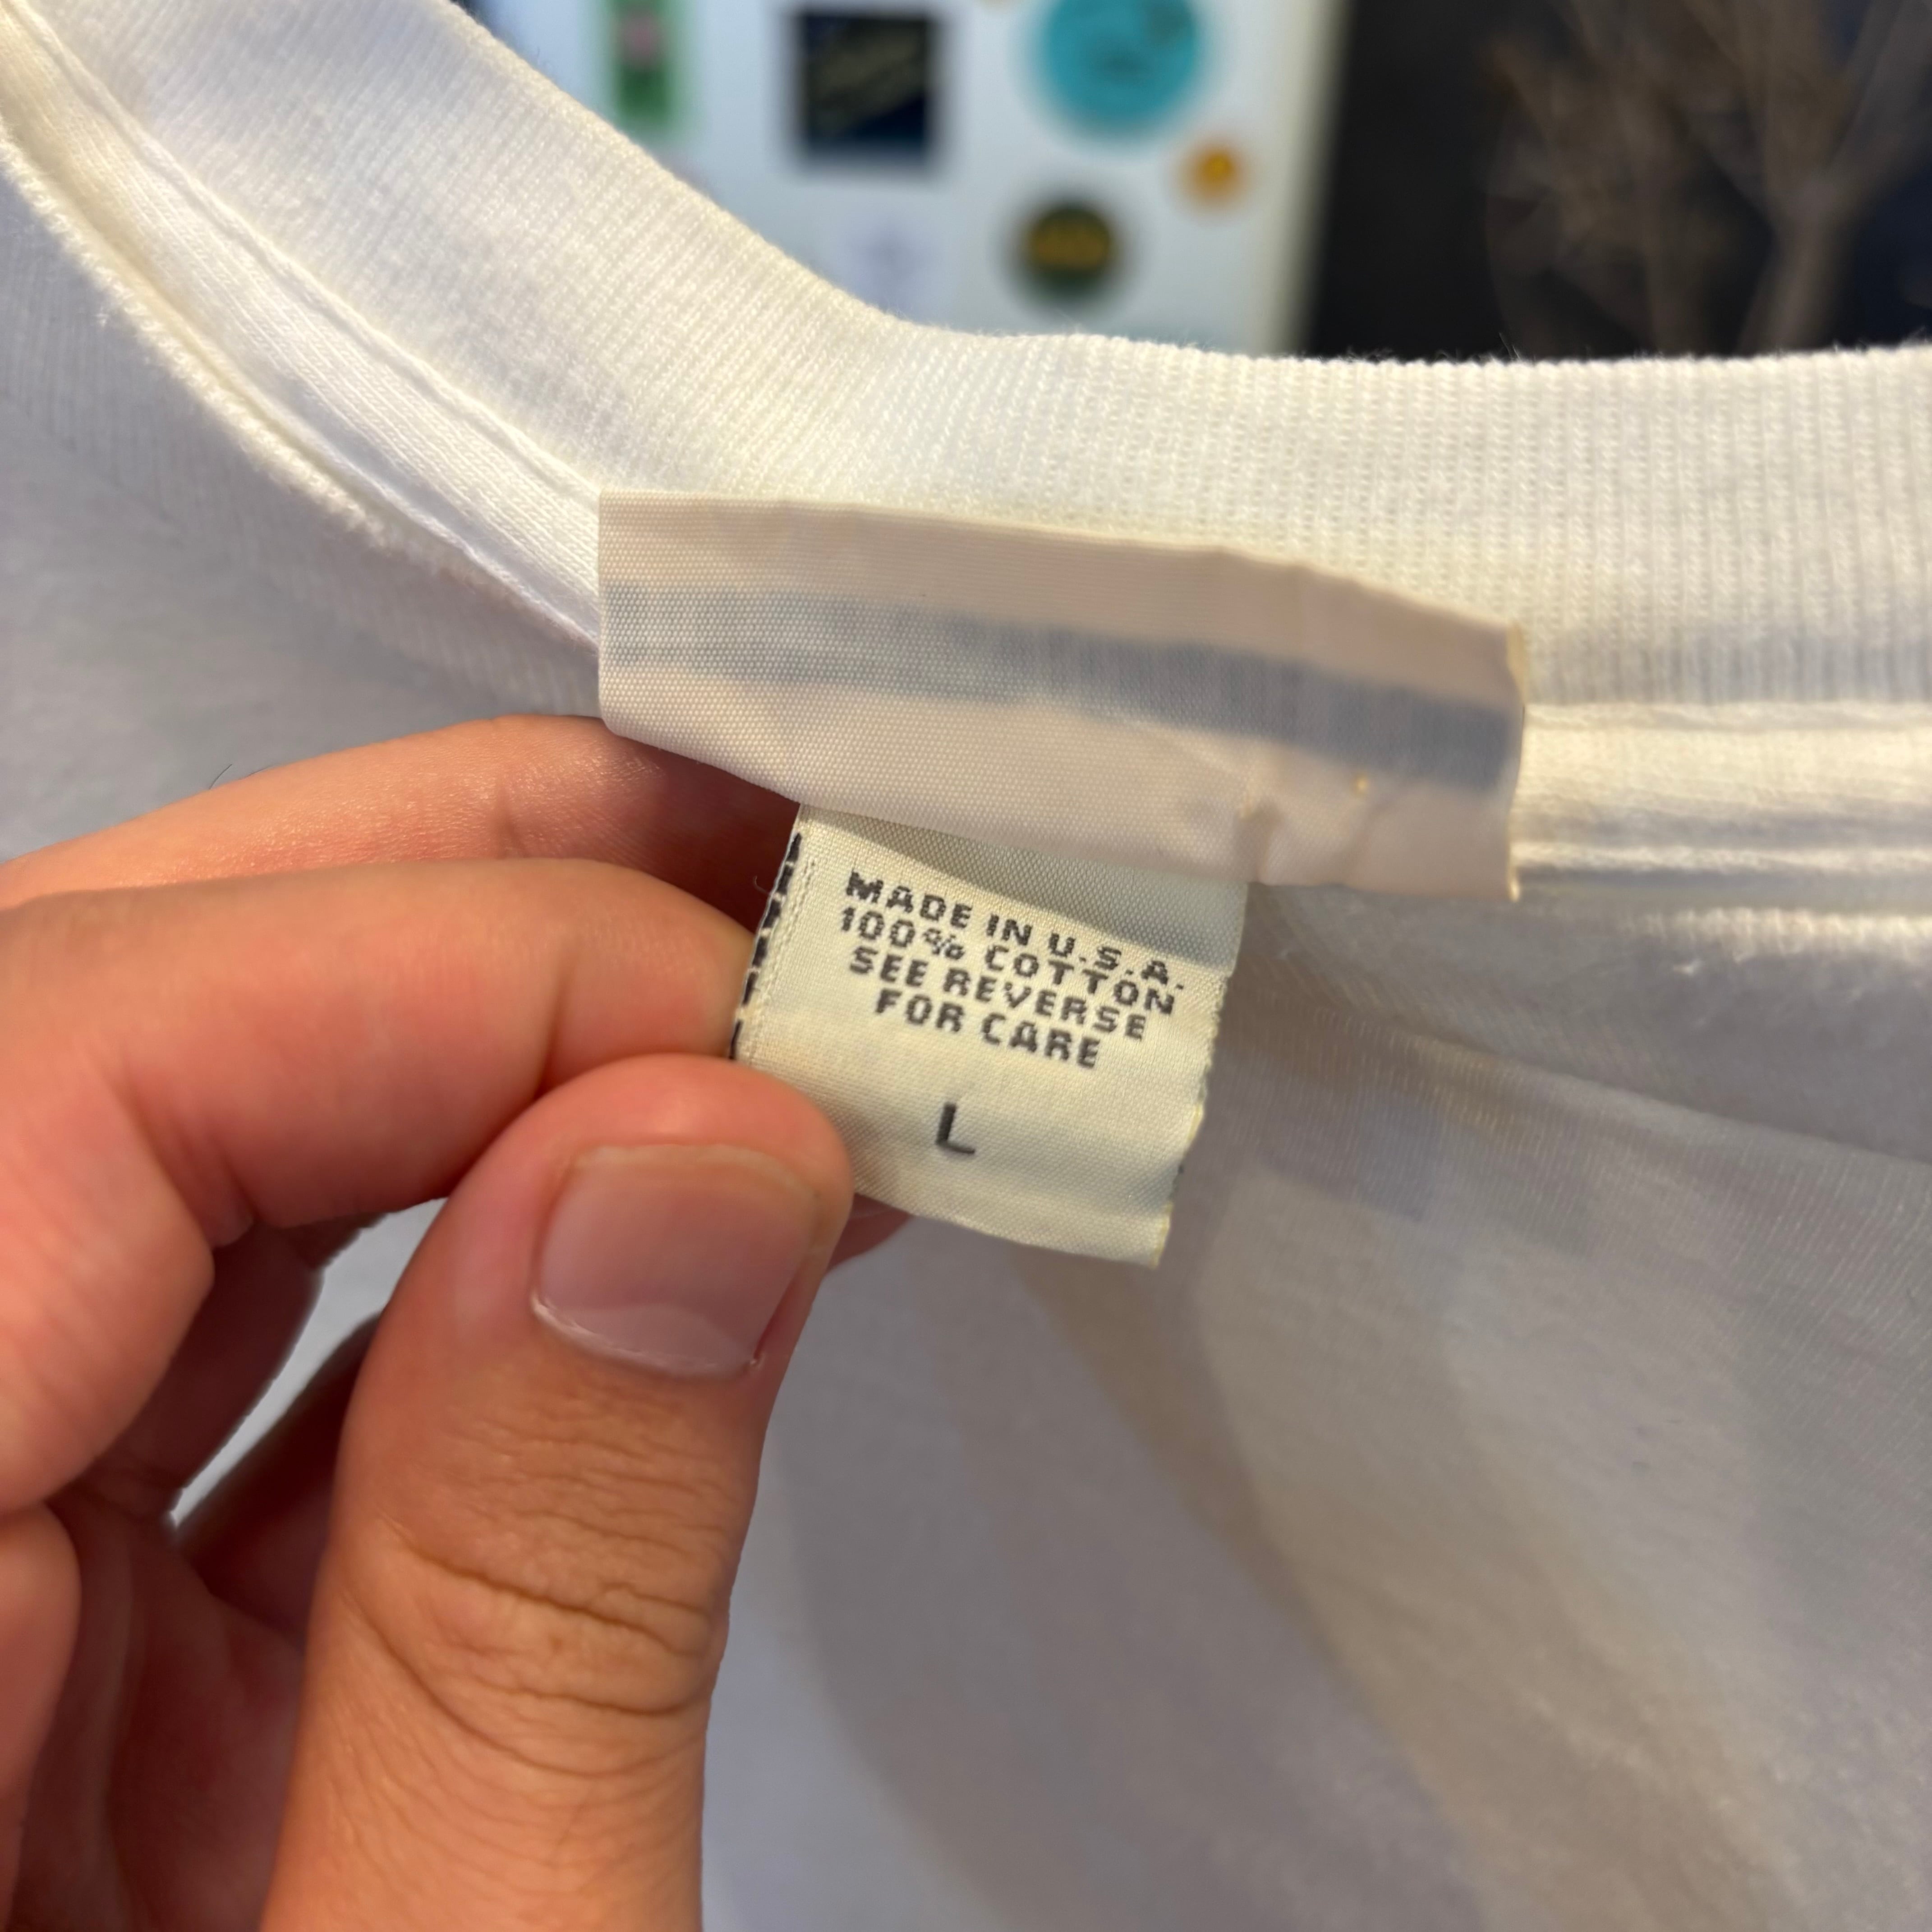 MADE IN U.S.A.
100% COTTON
SEE REVERSE
FOR CARE
L